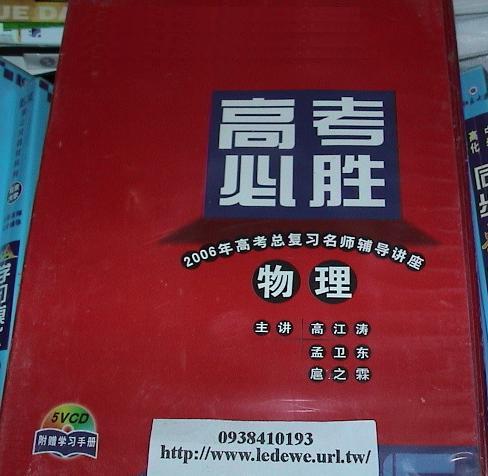 高考
必胜
2006年高考总复习名师辅导讲座
物理
主讲 高江涛
孟卫东
扈之霖
5VCD
附赠学习手册
0938410193
http://www.ledewe.url.tw/